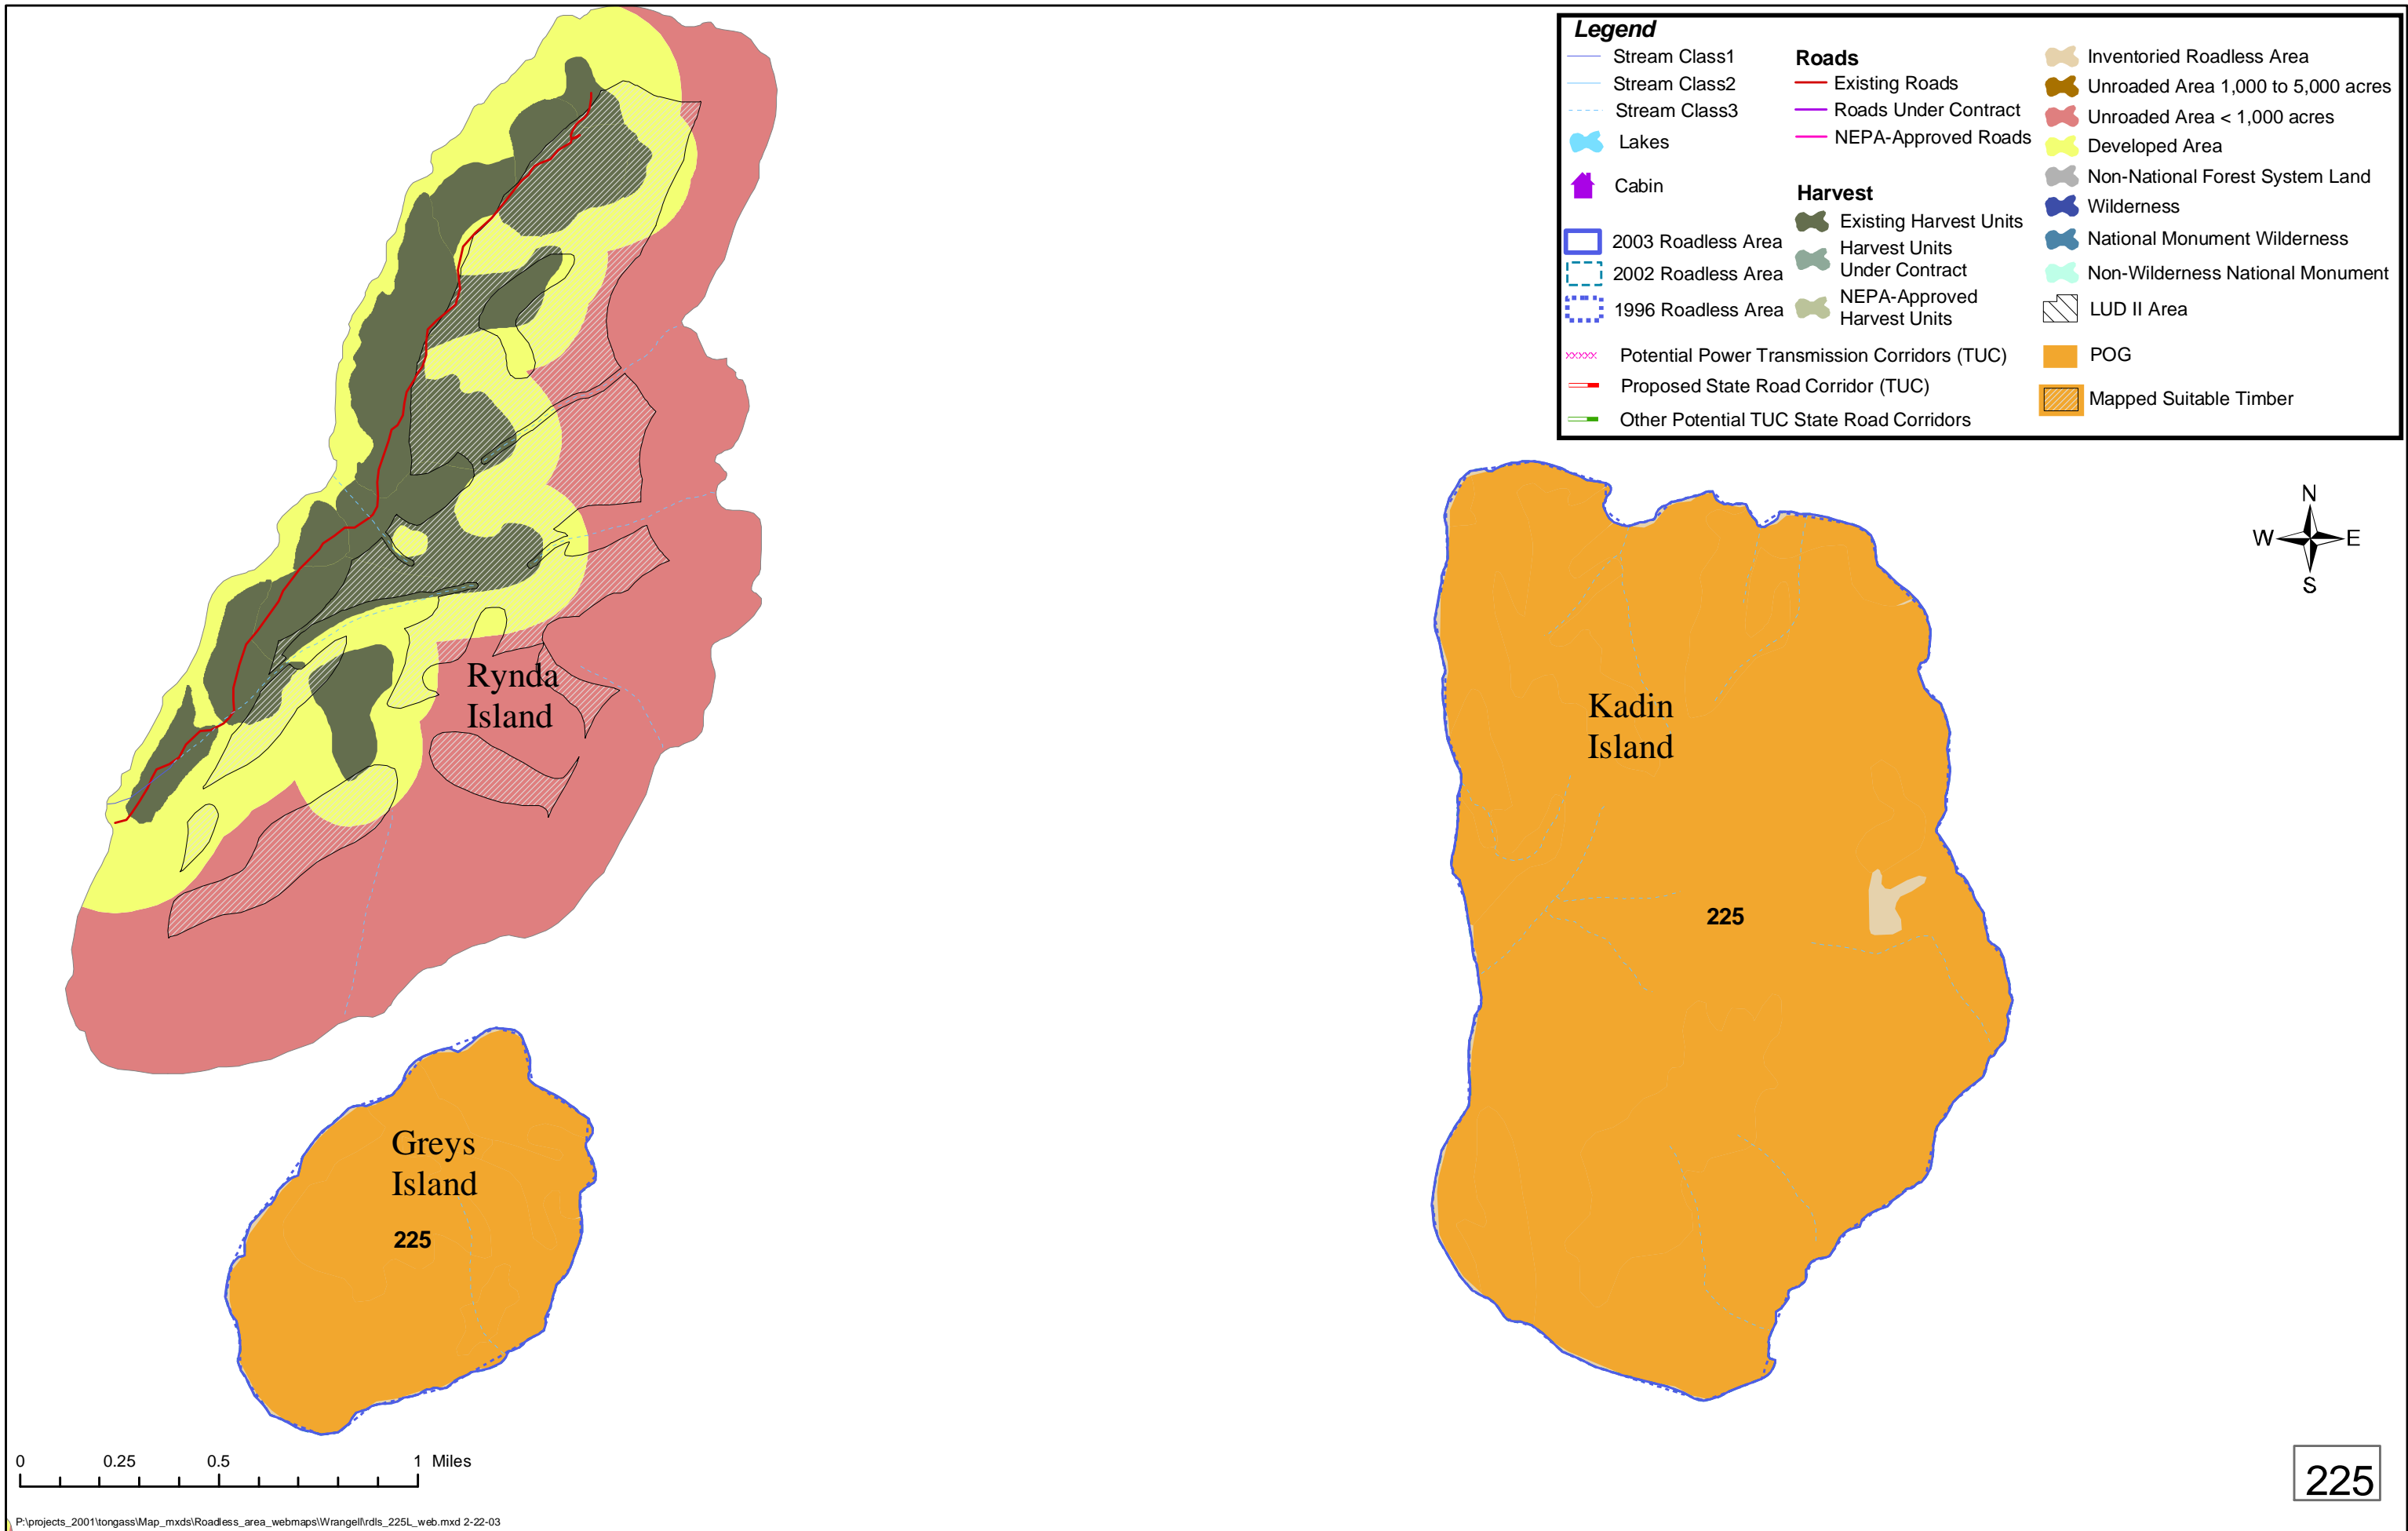 Legend
Stream Class1
Stream Class2
Stream Class3
Lakes
Cabin
2003 Roadless Area
2002 Roadless Area
1996 Roadless Area
Potential Power Transmission Corridors (TUC)
Proposed State Road Corridor (TUC)
Other Potential TUC State Road Corridors
Roads
Existing Roads
Roads Under Contract
NEPA-Approved Roads
Harvest
Existing Harvest Units
Harvest Units
Under Contract
NEPA-Approved
Harvest Units
Inventoried Roadless Area
Unroaded Area 1,000 to 5,000 acres
Unroaded Area < 1,000 acres
Developed Area
Non-National Forest System Land
Wilderness
National Monument Wilderness
Non-Wilderness National Monument
LUD II Area
POG
Mapped Suitable Timber
N
W E
S
Rynda
Island
Kadin
Island
225
Greys
Island
225
0 0.25 0.5 1 Miles
225
P:\projects_2001\tongass\Map_mxds\Roadless_area_webmaps\Wrangell\rdls_225L_web.mxd 2-22-03